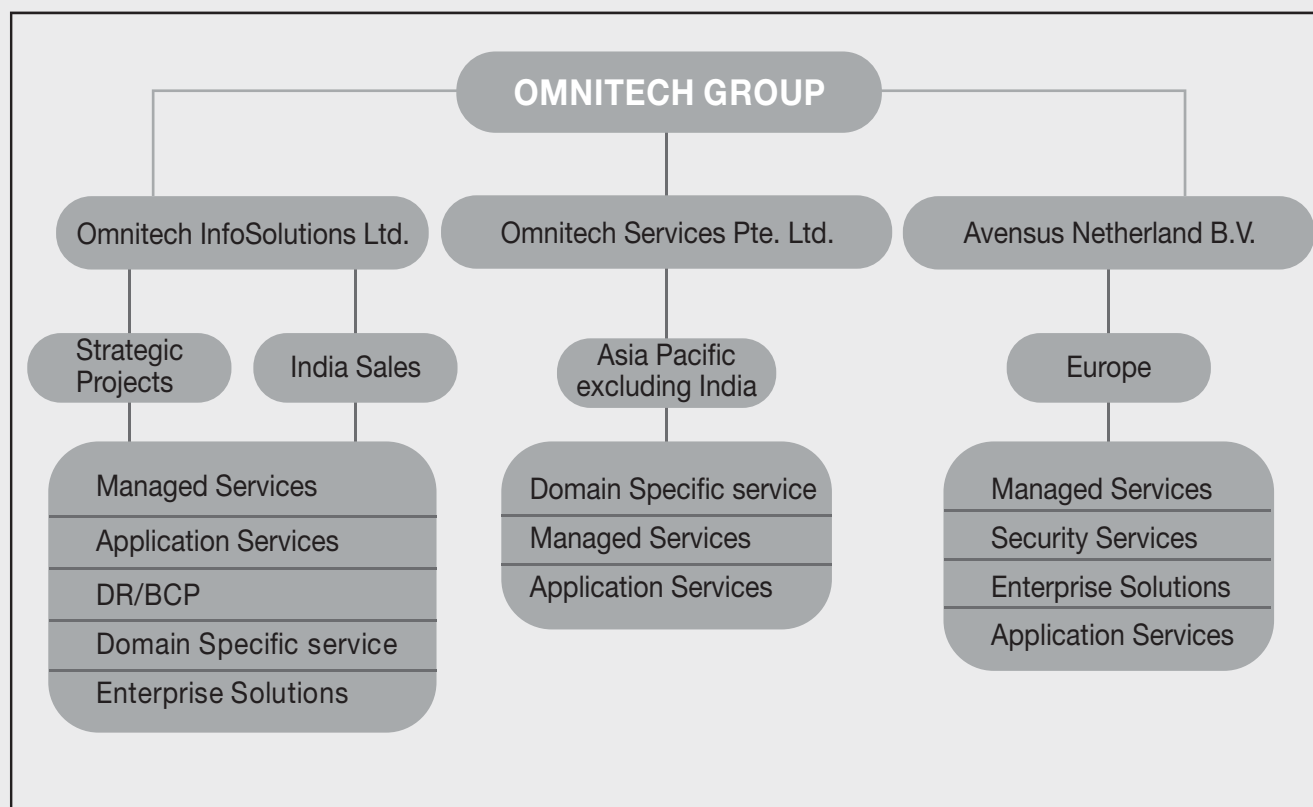 OMNITECH GROUP
Omnitech InfoSolutions Ltd.
Omnitech Services Pte. Ltd.
Avensus Netherland B.V.
Strategic
Projects
India Sales
Asia Pacific
excluding India
Europe
Managed Services
Application Services
DR/BCP
Domain Specific service
Enterprise Solutions
Domain Specific service
Managed Services
Application Services
Managed Services
Security Services
Enterprise Solutions
Application Services